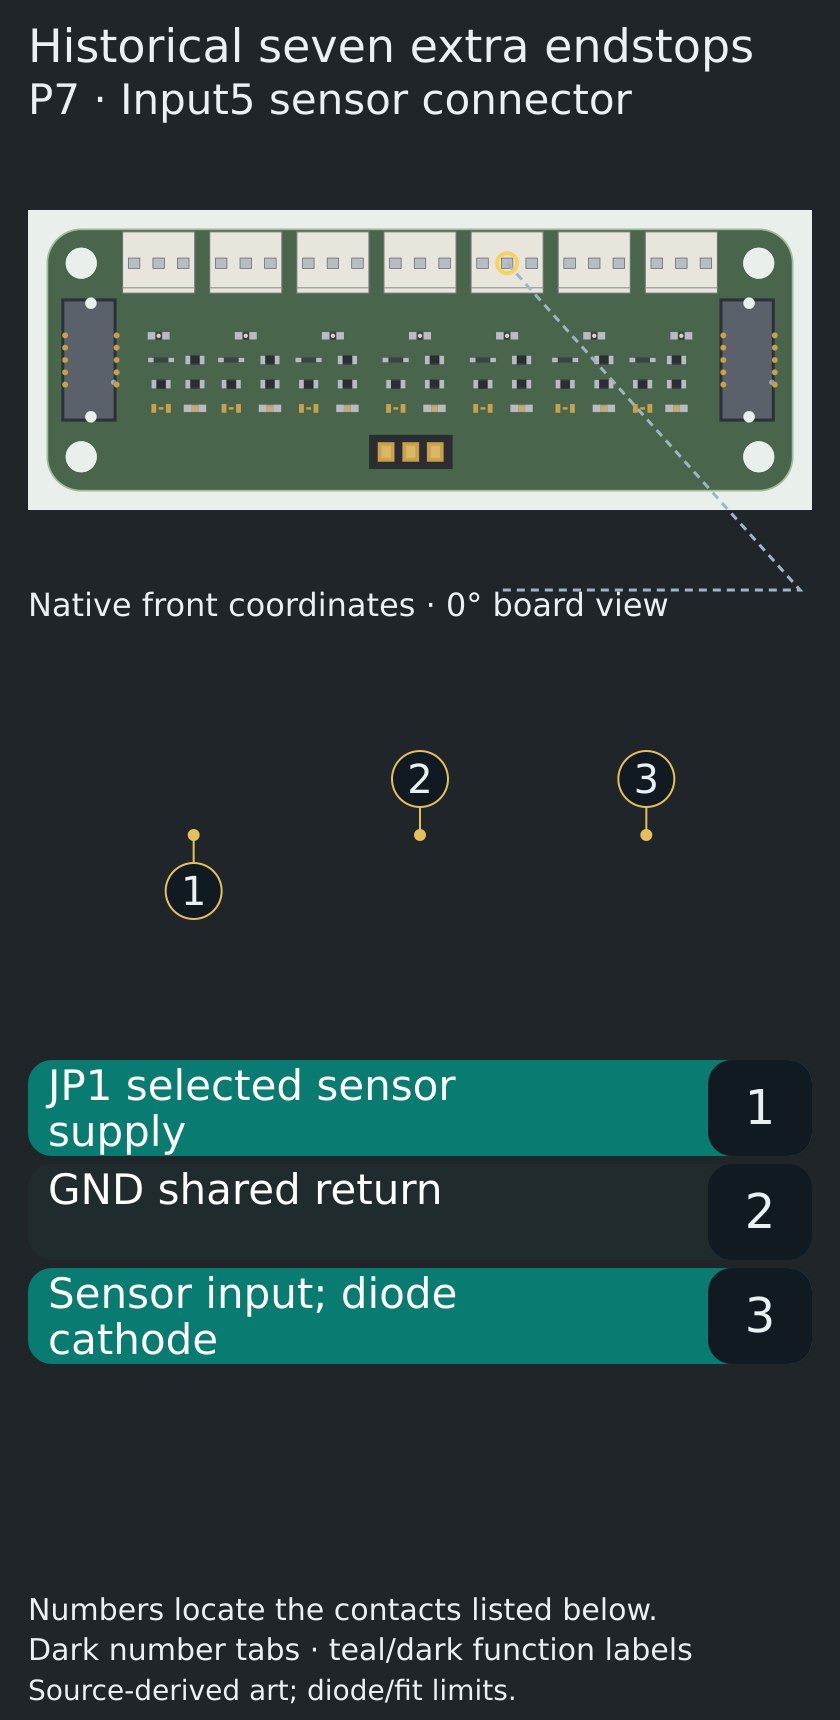 Historical seven extra endstops
P7 · Input5 sensor connector
Native front coordinates · 0° board view
2
3
1
JP1 selected sensor
supply
1
GND shared return
2
Sensor input; diode
cathode
3
Numbers locate the contacts listed below.
Dark number tabs · teal/dark function labels
Source-derived art; diode/fit limits.